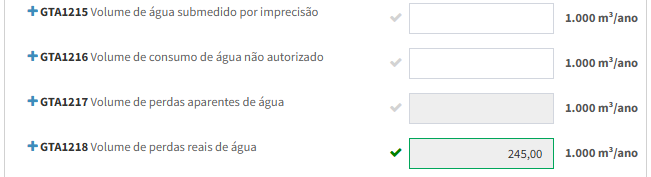 GTA1215 Volume de água submedido por imprecisão 1.000 m³/ano
GTA1216 Volume de consumo de água não autorizado 1.000 m³/ano
GTA1217 Volume de perdas aparentes de água 1.000 m³/ano
GTA1218 Volume de perdas reais de água 245,00 1.000 m³/ano